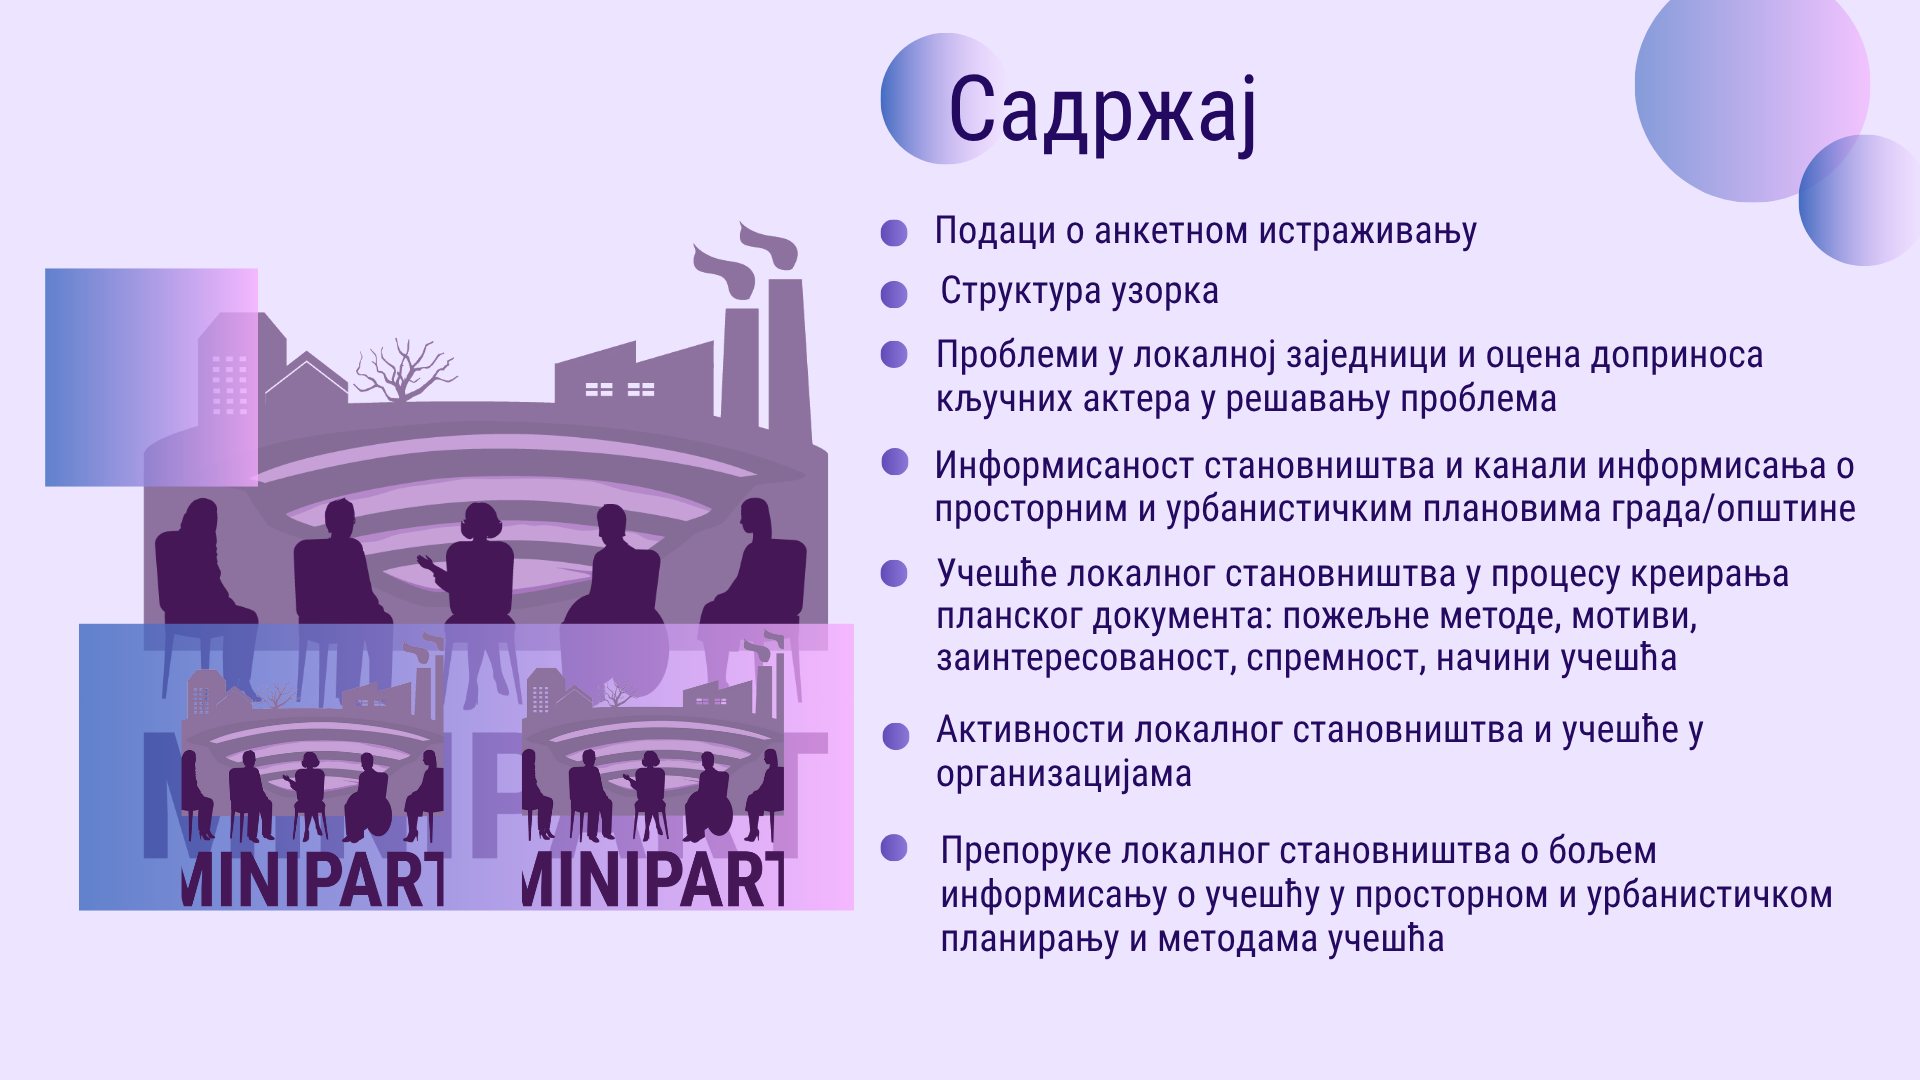 Садржај
Подаци о анкетном истраживању
Структура узорка
Проблеми у локалној заједници и оцена доприноса
кључних актера у решавању проблема
Информисаност становништва и канали информисања о
просторним и урбанистичким плановима града/општине
Учешће локалног становништва у процесу креирања
планског документа: пожељне методе, мотиви,
заинтересованост, спремност, начини учешћа
Активности локалног становништва и учешће у
организацијама
Препоруке локалног становништва о бољем
информисању о учешћу у просторном и урбанистичком
планирању и методама учешћа
MINIPART
MINIPART
MINIPART